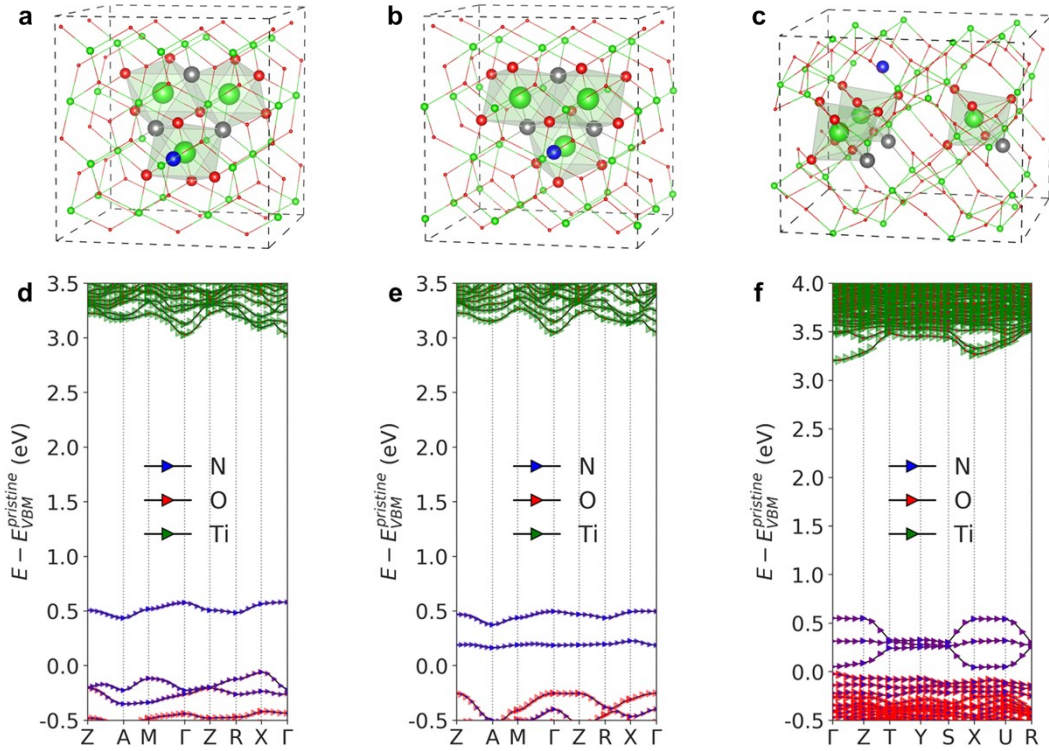 a
b
c
d
3.5
3.0
2.5
2.0
1.5
1.0
0.5
0.0
-0.5
E − E^{pristine}_{VBM} (eV)
N
O
Ti
Z A M Γ Z R X Γ
e
3.5
3.0
2.5
2.0
1.5
1.0
0.5
0.0
-0.5
E − E^{pristine}_{VBM} (eV)
N
O
Ti
Z A M Γ Z R X Γ
f
4.0
3.5
3.0
2.5
2.0
1.5
1.0
0.5
0.0
-0.5
E − E^{pristine}_{VBM} (eV)
N
O
Ti
Γ Z T Y S X U R